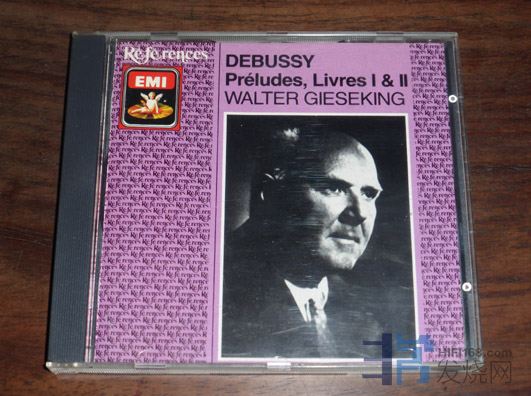 Références
EMI
DEBUSSY
Préludes, Livres I & II
WALTER GIESEKING
HIFI168.com
发烧网